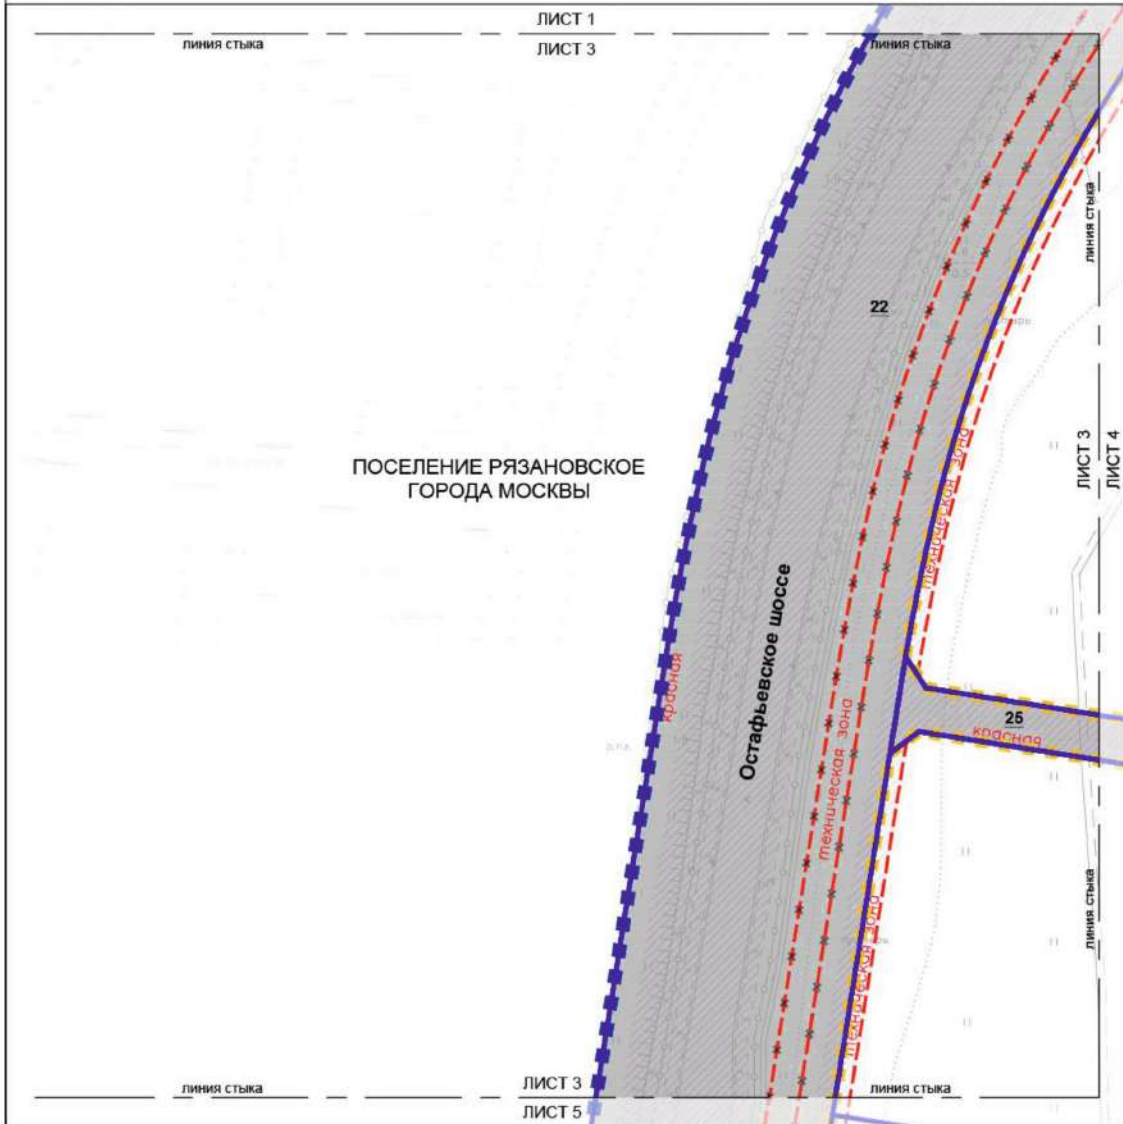 ЛИСТ 1
линия стыка
ЛИСТ 3
линия стыка
линия стыка
22
ЛИСТ 3
ЛИСТ 4
техническая зона
ПОСЕЛЕНИЕ РЯЗАНОВСКОЕ
ГОРОДА МОСКВЫ
Остафьевское шоссе
красная
техническая зона
25
красная
техническая зона
линия стыка
линия стыка
ЛИСТ 3
линия стыка
ЛИСТ 5